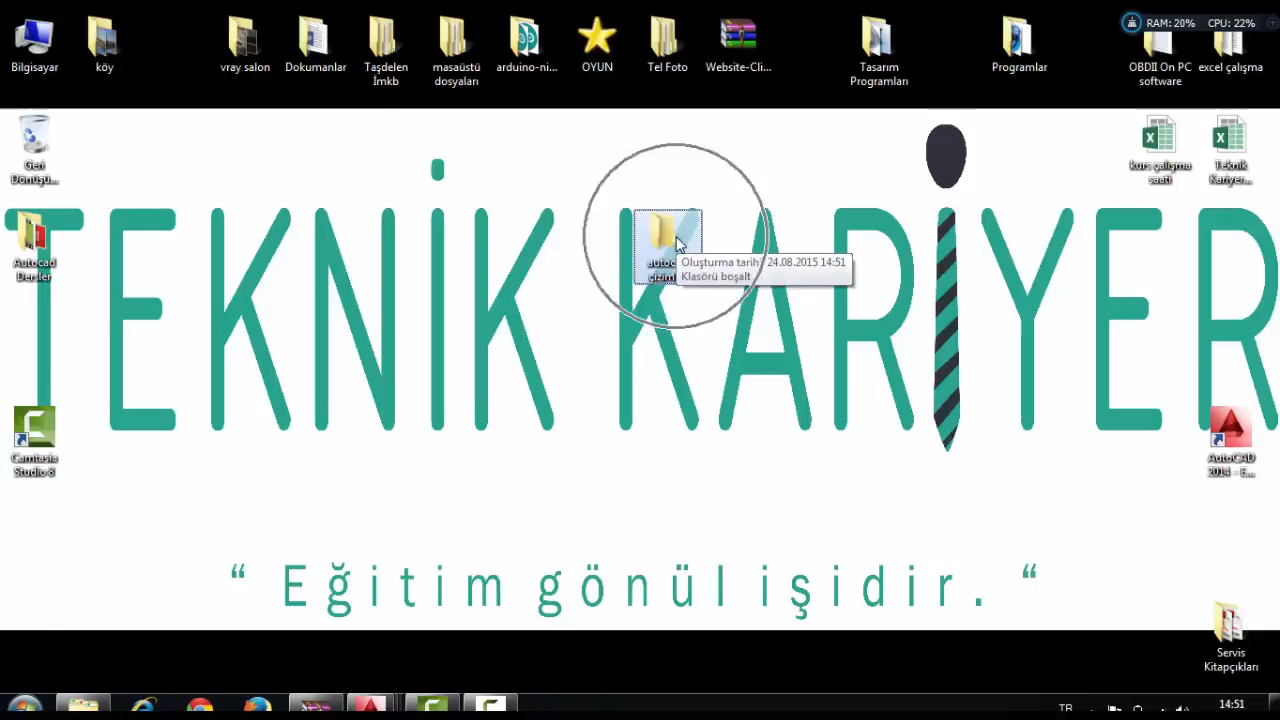 RAM: 20% CPU: 22%
Bilgisayar
köy
vray salon
Dokumanlar
Taşdelen
İmkb
masaüstü
dosyaları
arduino-ni...
OYUN
Tel Foto
Website-Cli...
Tasarım
Programları
Programlar
OBDII On PC
software
excel çalışma
Geri
Dönüşü...
kurs çalışma
saati
Teknik
Kariyer...
TEKNİK KARİYER
Autocad
Dersler
Oluşturma tarihi: 24.08.2015 14:51
Klasörü boşalt
Camtasia
Studio 8
AutoCAD
2014 - E...
“ Eğitim gönül işidir. “
Servis
Kitapçıkları
TR
14:51